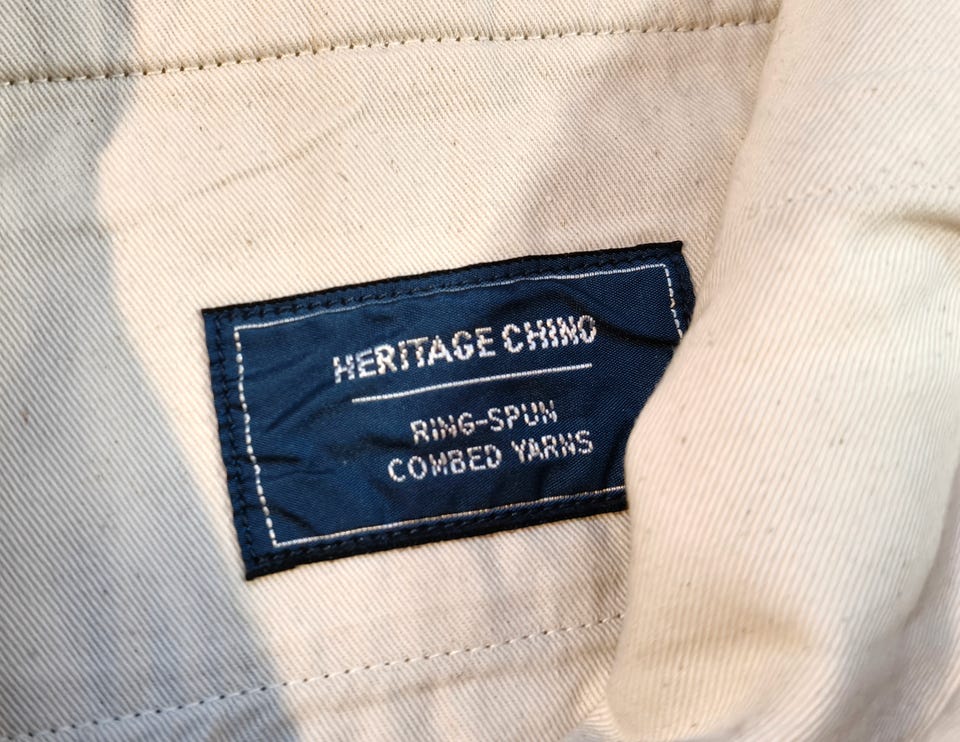 HERITAGE CHINO
RING-SPUN
COMBED YARNS